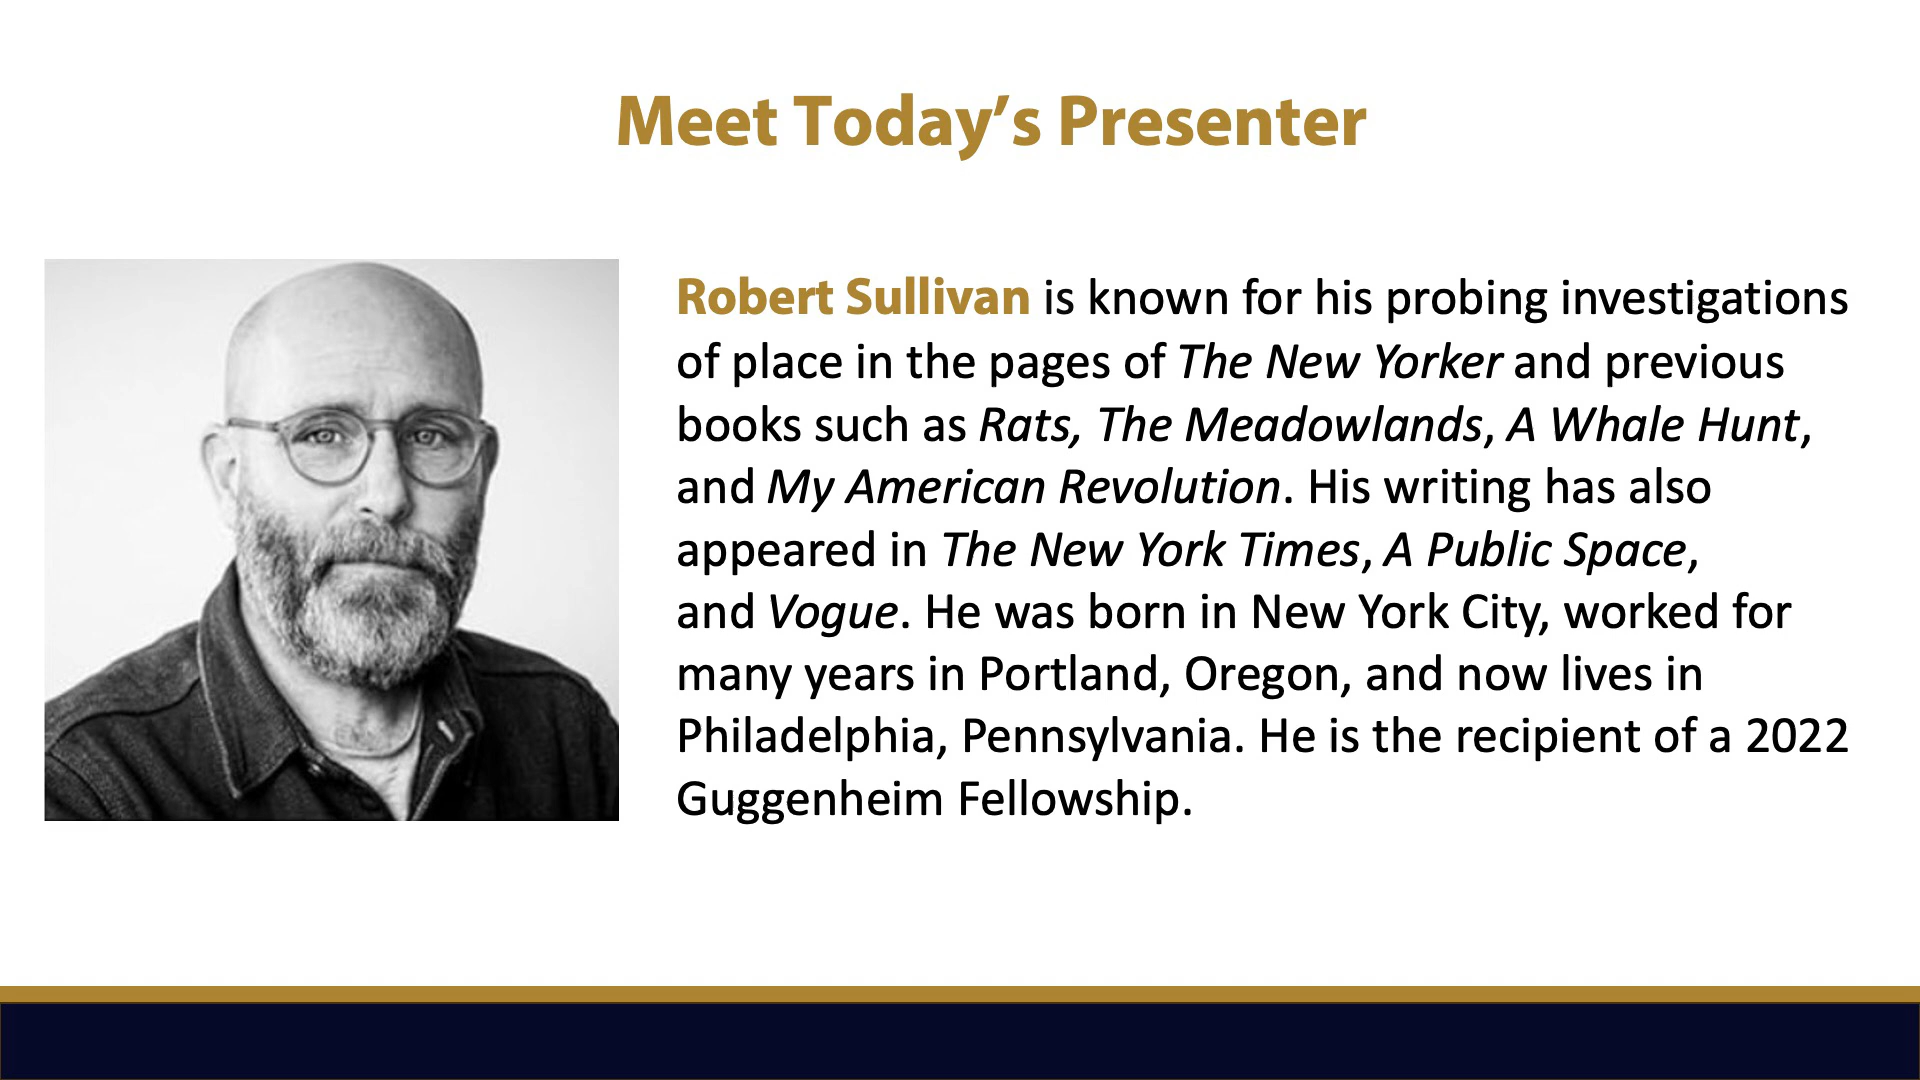 Meet Today’s Presenter
Robert Sullivan is known for his probing investigations
of place in the pages of The New Yorker and previous
books such as Rats, The Meadowlands, A Whale Hunt,
and My American Revolution. His writing has also
appeared in The New York Times, A Public Space,
and Vogue. He was born in New York City, worked for
many years in Portland, Oregon, and now lives in
Philadelphia, Pennsylvania. He is the recipient of a 2022
Guggenheim Fellowship.